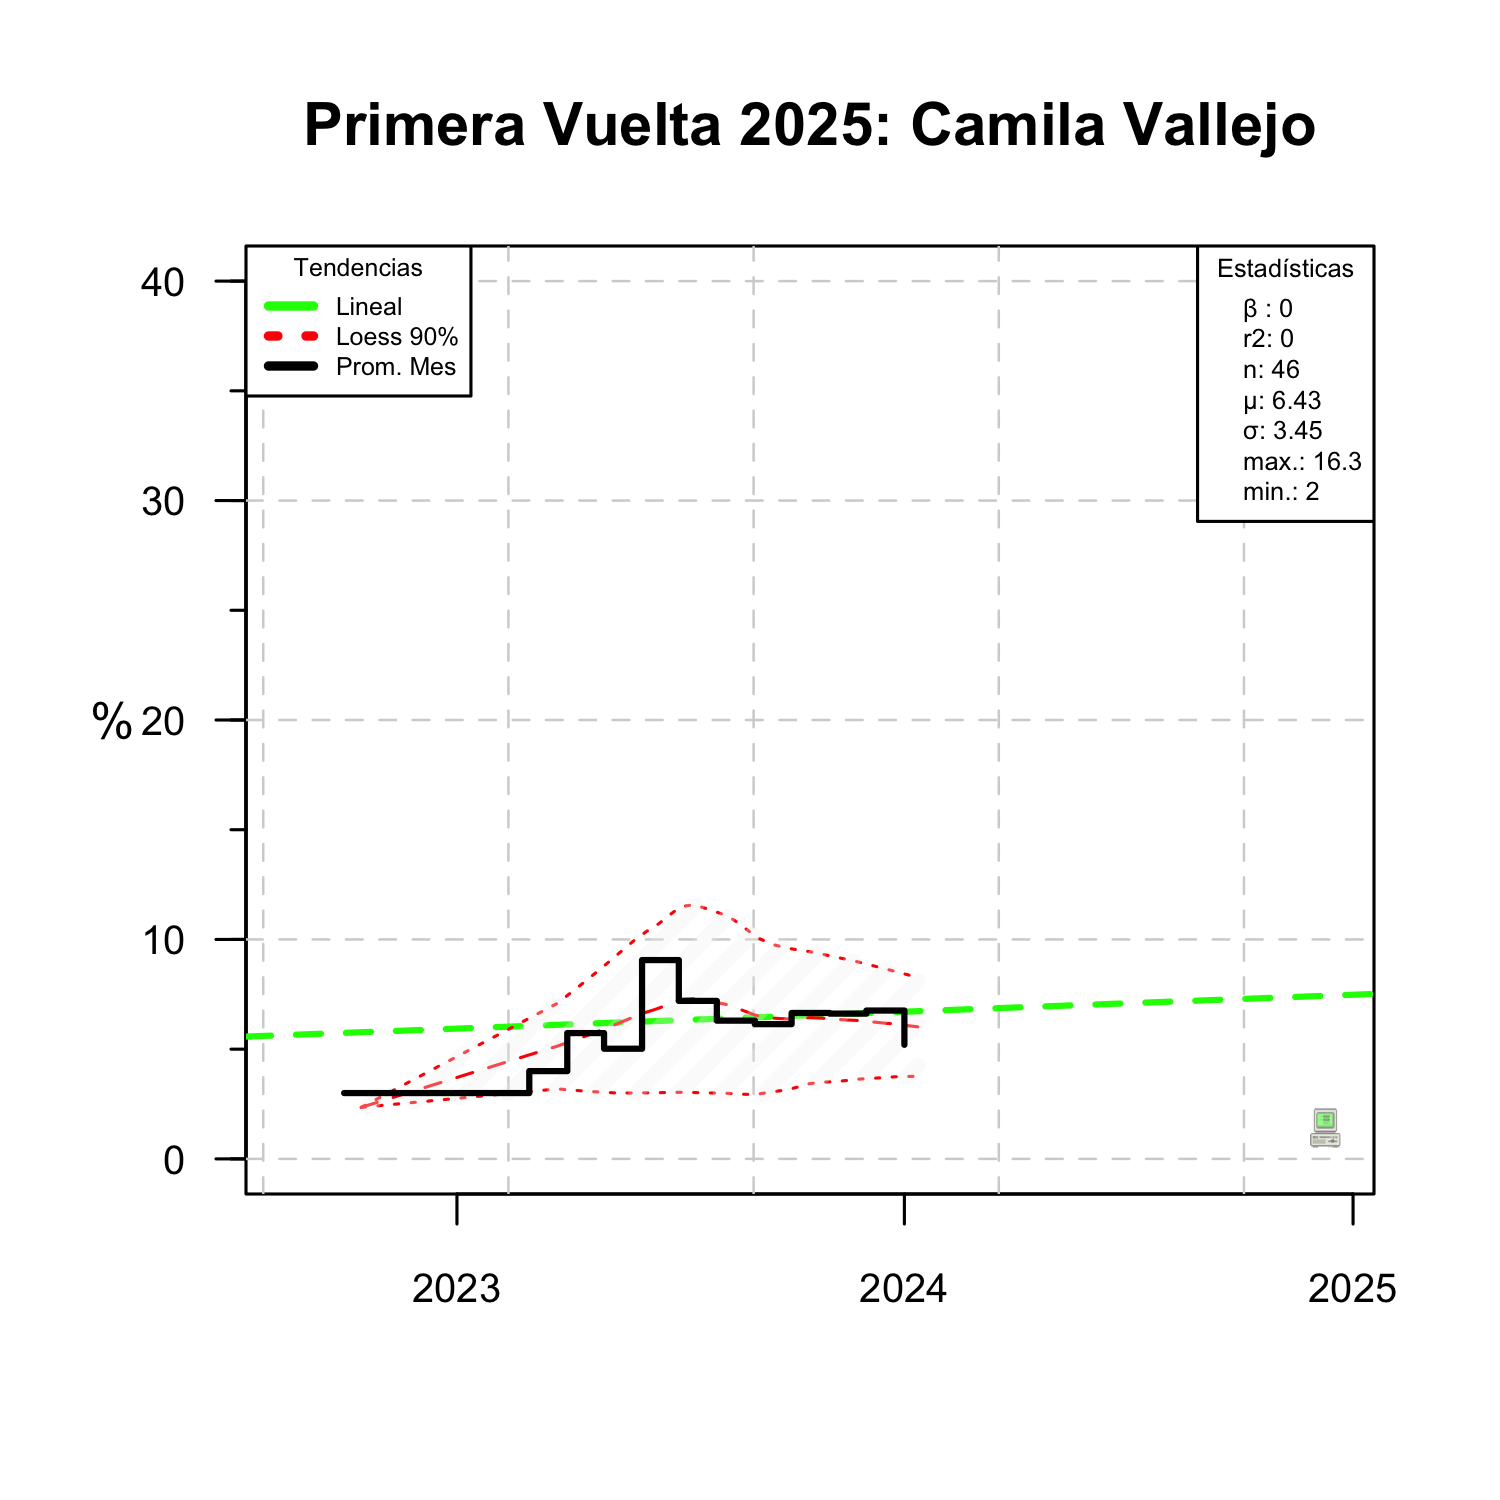 Primera Vuelta 2025: Camila Vallejo
Tendencias
Lineal
Loess 90%
Prom. Mes
Estadísticas
β : 0
r2: 0
n: 46
μ: 6.43
σ: 3.45
max.: 16.3
min.: 2
40
30
% 20
10
0
2023 2024 2025